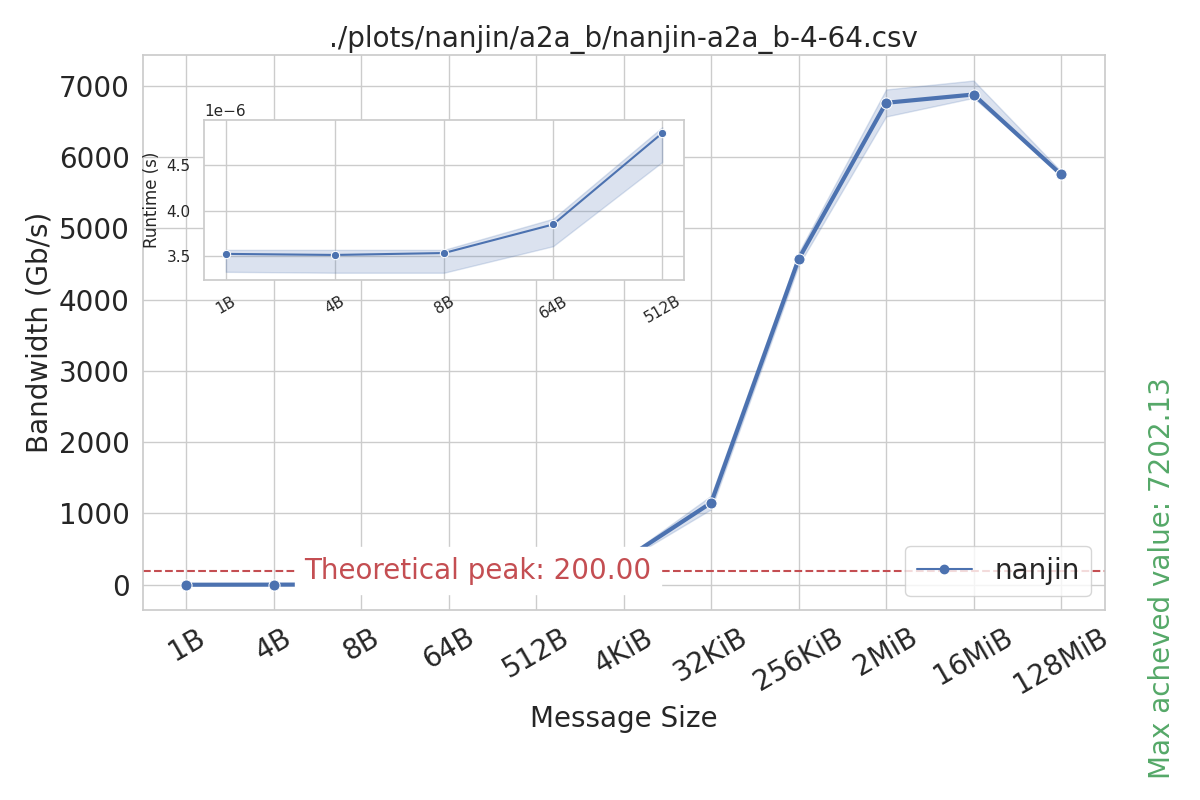 ./plots/nanjin/a2a_b/nanjin-a2a_b-4-64.csv
Bandwidth (Gb/s)
7000
6000
5000
4000
3000
2000
1000
0
1e−6
Runtime (s)
4.5
4.0
3.5
1B
4B
8B
64B
512B
Theoretical peak: 200.00
nanjin
1B
4B
8B
64B
512B
4KiB
32KiB
256KiB
2MiB
16MiB
128MiB
Message Size
Max acheved value: 7202.13